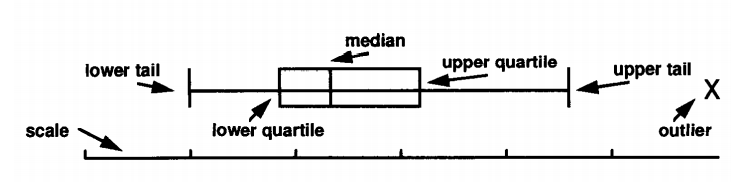 median
lower tail
upper quartile
upper tail
X
lower quartile
outlier
scale